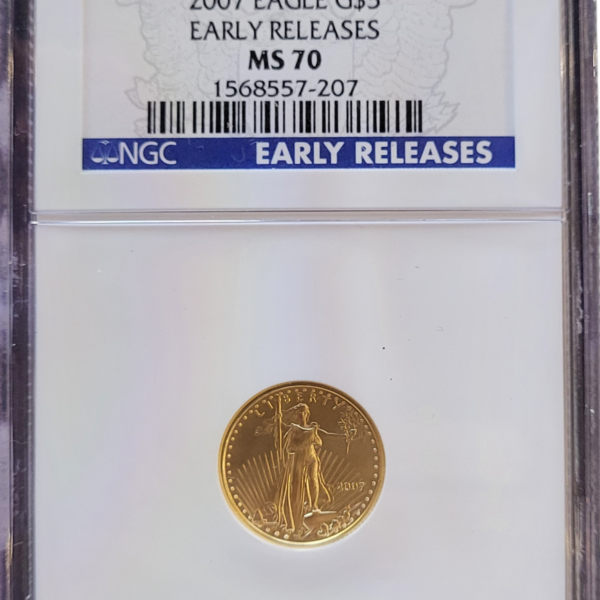 2007 EAGLE G$5
EARLY RELEASES
MS 70
1568557-207
NGC EARLY RELEASES
LIBERTY
2007